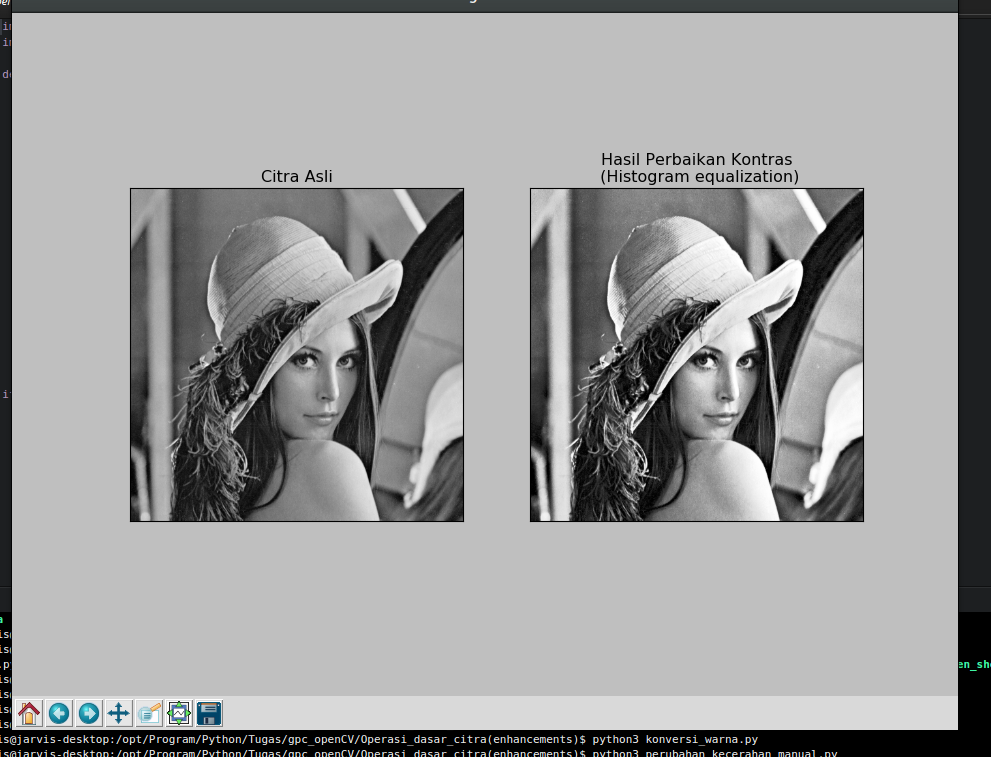 Citra Asli
Hasil Perbaikan Kontras
(Histogram equalization)
is@jarvis-desktop:/opt/Program/Python/Tugas/gpc_openCV/Operasi_dasar_citra(enhancements)$ python3 konversi_warna.py
is@jarvis-desktop:/opt/Program/Python/Tugas/gpc_openCV/Operasi_dasar_citra(enhancements)$ python3 perubahan_kecerahan_manual.py